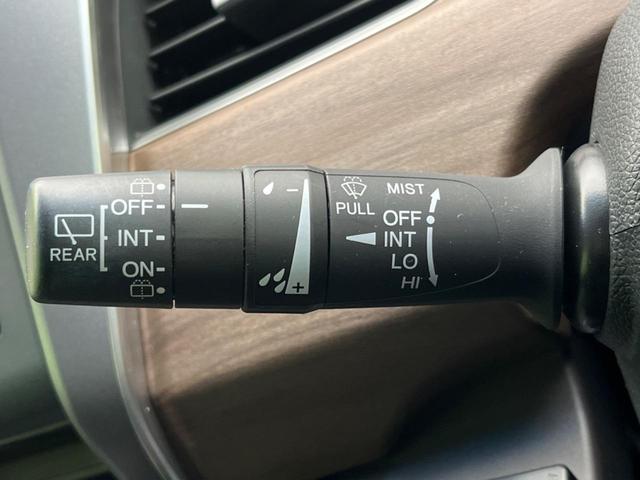 OFF
INT
ON
REAR
− 
+
PULL
MIST
OFF
INT
LO
HI